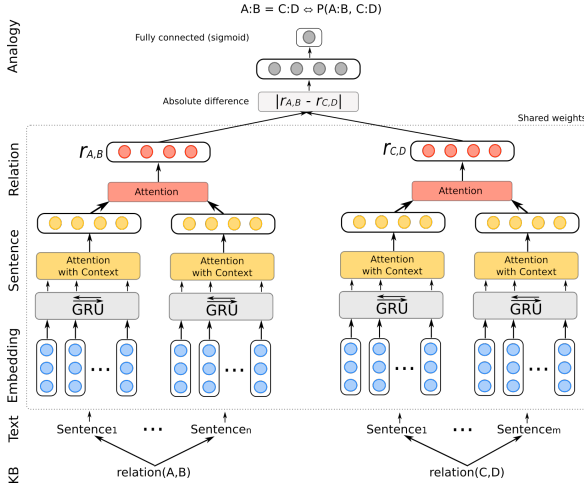 A:B = C:D ⇔ P(A:B, C:D)
Analogy
Fully connected (sigmoid)
Absolute difference
|r_A,B - r_C,D|
Shared weights
Relation
r_A,B
r_C,D
Attention
Attention
Sentence
Attention
with Context
Attention
with Context
Attention
with Context
Attention
with Context
GRU
GRU
GRU
GRU
Embedding
...
...
...
...
Text
Sentence1
...
Sentencen
Sentence1
...
Sentencem
KB
relation(A,B)
relation(C,D)